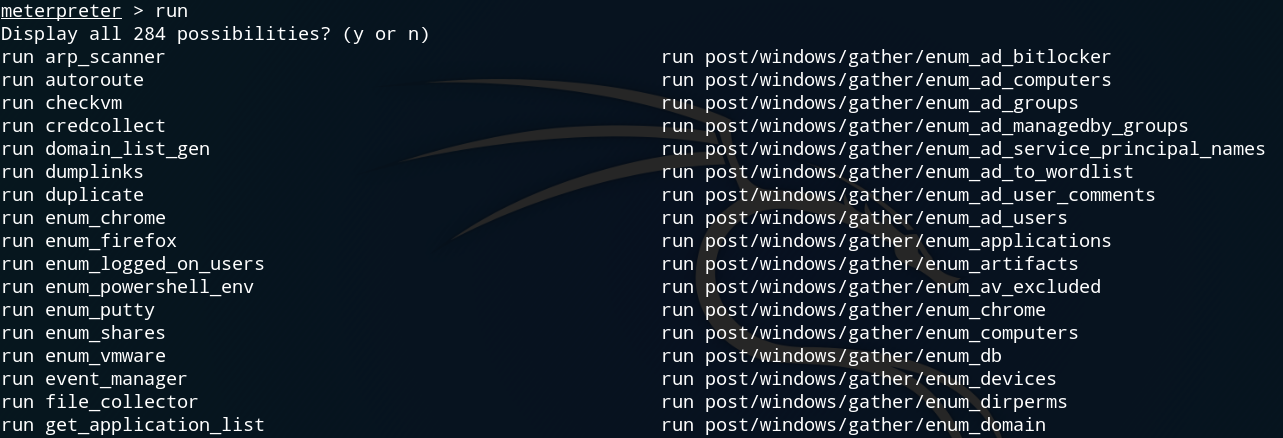 meterpreter > run
Display all 284 possibilities? (y or n)
run arp_scanner run post/windows/gather/enum_ad_bitlocker
run autoroute run post/windows/gather/enum_ad_computers
run checkvm run post/windows/gather/enum_ad_groups
run credcollect run post/windows/gather/enum_ad_managedby_groups
run domain_list_gen run post/windows/gather/enum_ad_service_principal_names
run dumplinks run post/windows/gather/enum_ad_to_wordlist
run duplicate run post/windows/gather/enum_ad_user_comments
run enum_chrome run post/windows/gather/enum_ad_users
run enum_firefox run post/windows/gather/enum_applications
run enum_logged_on_users run post/windows/gather/enum_artifacts
run enum_powershell_env run post/windows/gather/enum_av_excluded
run enum_putty run post/windows/gather/enum_chrome
run enum_shares run post/windows/gather/enum_computers
run enum_vmware run post/windows/gather/enum_db
run event_manager run post/windows/gather/enum_devices
run file_collector run post/windows/gather/enum_dirperms
run get_application_list run post/windows/gather/enum_domain